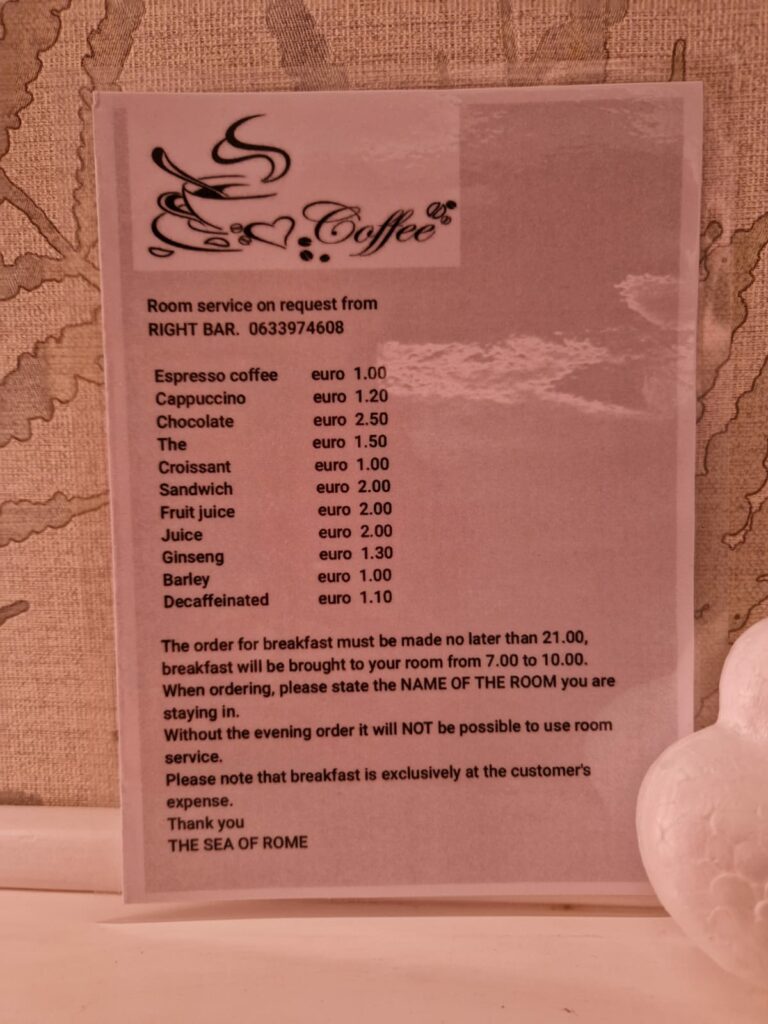 Coffee
Room service on request from
RIGHT BAR. 0633974608
Espresso coffee euro 1.00
Cappuccino euro 1.20
Chocolate euro 2.50
The euro 1.50
Croissant euro 1.00
Sandwich euro 2.00
Fruit juice euro 2.00
Juice euro 2.00
Ginseng euro 1.30
Barley euro 1.00
Decaffeinated euro 1.10
The order for breakfast must be made no later than 21.00,
breakfast will be brought to your room from 7.00 to 10.00.
When ordering, please state the NAME OF THE ROOM you are
staying in.
Without the evening order it will NOT be possible to use room
service.
Please note that breakfast is exclusively at the customer's
expense.
Thank you
THE SEA OF ROME